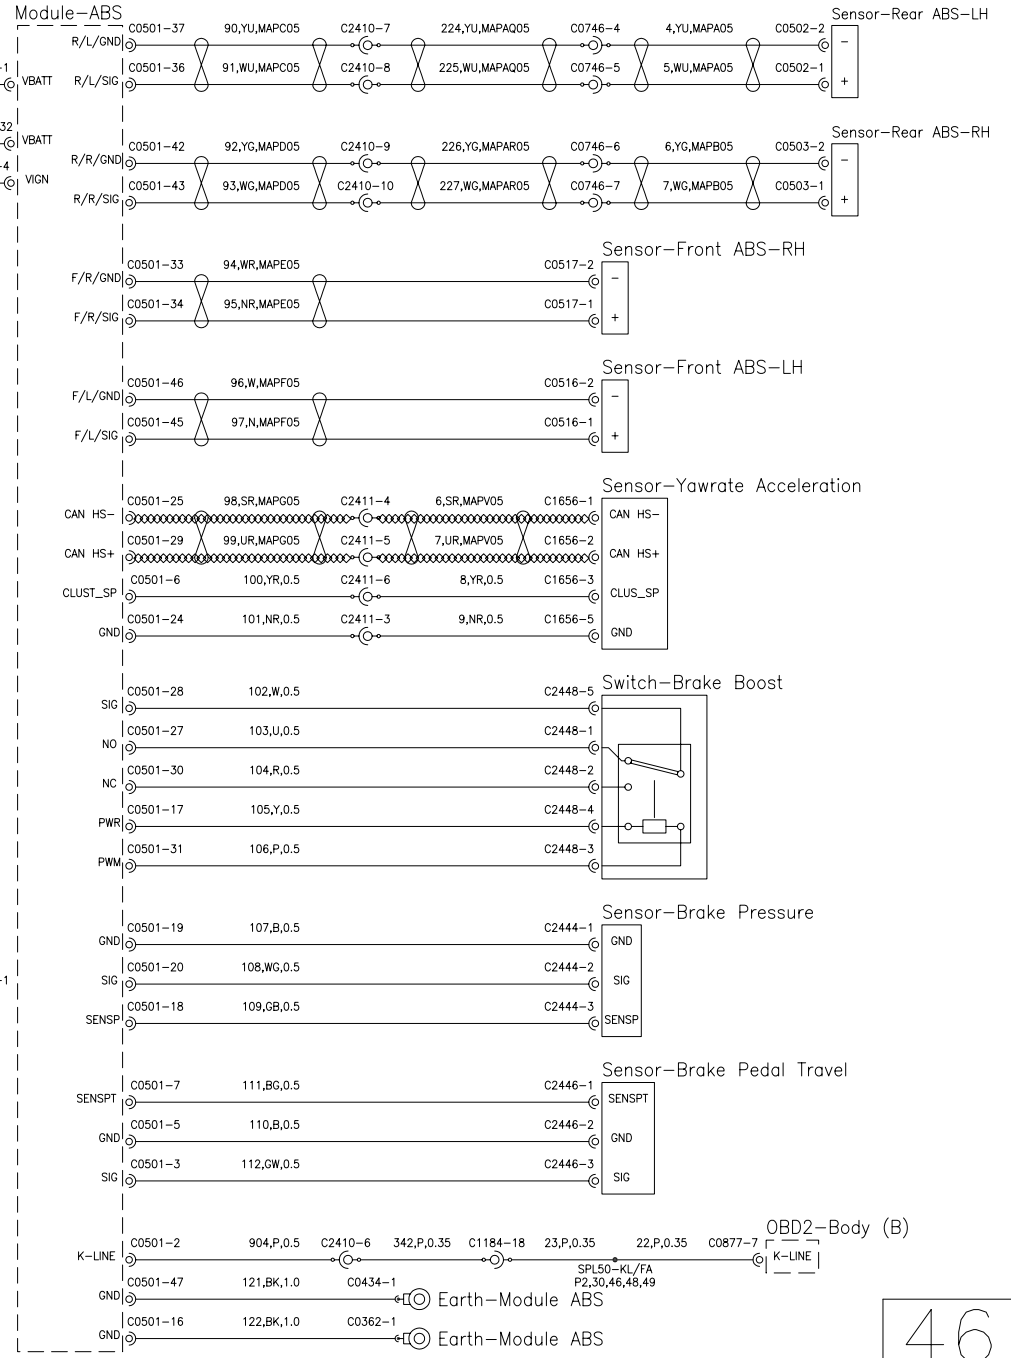 Module-ABS
Sensor-Rear ABS-LH
R/L/GND C0501-37 90,YU,MAPC05 C2410-7 224,YU,MAPAQ05 C0746-4 4,YU,MAPA05 C0502-2 -
-1 VBATT R/L/SIG C0501-36 91,WU,MAPC05 C2410-8 225,WU,MAPAQ05 C0746-5 5,WU,MAPA05 C0502-1 +
32 VBATT
Sensor-Rear ABS-RH
R/R/GND C0501-42 92,YG,MAPD05 C2410-9 226,YG,MAPAR05 C0746-6 6,YG,MAPB05 C0503-2 -
-4 VIGN
R/R/SIG C0501-43 93,WG,MAPD05 C2410-10 227,WG,MAPAR05 C0746-7 7,WG,MAPB05 C0503-1 +
Sensor-Front ABS-RH
F/R/GND C0501-33 94,WR,MAPE05 C0517-2 -
F/R/SIG C0501-34 95,NR,MAPE05 C0517-1 +
Sensor-Front ABS-LH
F/L/GND C0501-46 96,W,MAPF05 C0516-2 -
F/L/SIG C0501-45 97,N,MAPF05 C0516-1 +
Sensor-Yawrate Acceleration
CAN HS- C0501-25 98,SR,MAPG05 C2411-4 6,SR,MAPV05 C1656-1 CAN HS-
CAN HS+ C0501-29 99,UR,MAPG05 C2411-5 7,UR,MAPV05 C1656-2 CAN HS+
CLUST_SP C0501-6 100,YR,0.5 C2411-6 8,YR,0.5 C1656-3 CLUS_SP
GND C0501-24 101,NR,0.5 C2411-3 9,NR,0.5 C1656-5 GND
Switch-Brake Boost
SIG C0501-28 102,W,0.5 C2448-5
NO C0501-27 103,U,0.5 C2448-1
NC C0501-30 104,R,0.5 C2448-2
PWR C0501-17 105,Y,0.5 C2448-4
PWM C0501-31 106,P,0.5 C2448-3
Sensor-Brake Pressure
GND C0501-19 107,B,0.5 C2444-1 GND
SIG C0501-20 108,WG,0.5 C2444-2 SIG
-1
SENSP C0501-18 109,GB,0.5 C2444-3 SENSP
Sensor-Brake Pedal Travel
SENSPT C0501-7 111,BG,0.5 C2446-1 SENSPT
GND C0501-5 110,B,0.5 C2446-2 GND
SIG C0501-3 112,GW,0.5 C2446-3 SIG
OBD2-Body (B)
K-LINE C0501-2 904,P,0.5 C2410-6 342,P,0.35 C1184-18 23,P,0.35 22,P,0.35 C0877-7 K-LINE
SPL50-KL/FA
P2,30,46,48,49
GND C0501-47 121,BK,1.0 C0434-1 Earth-Module ABS
GND C0501-16 122,BK,1.0 C0362-1 Earth-Module ABS
46